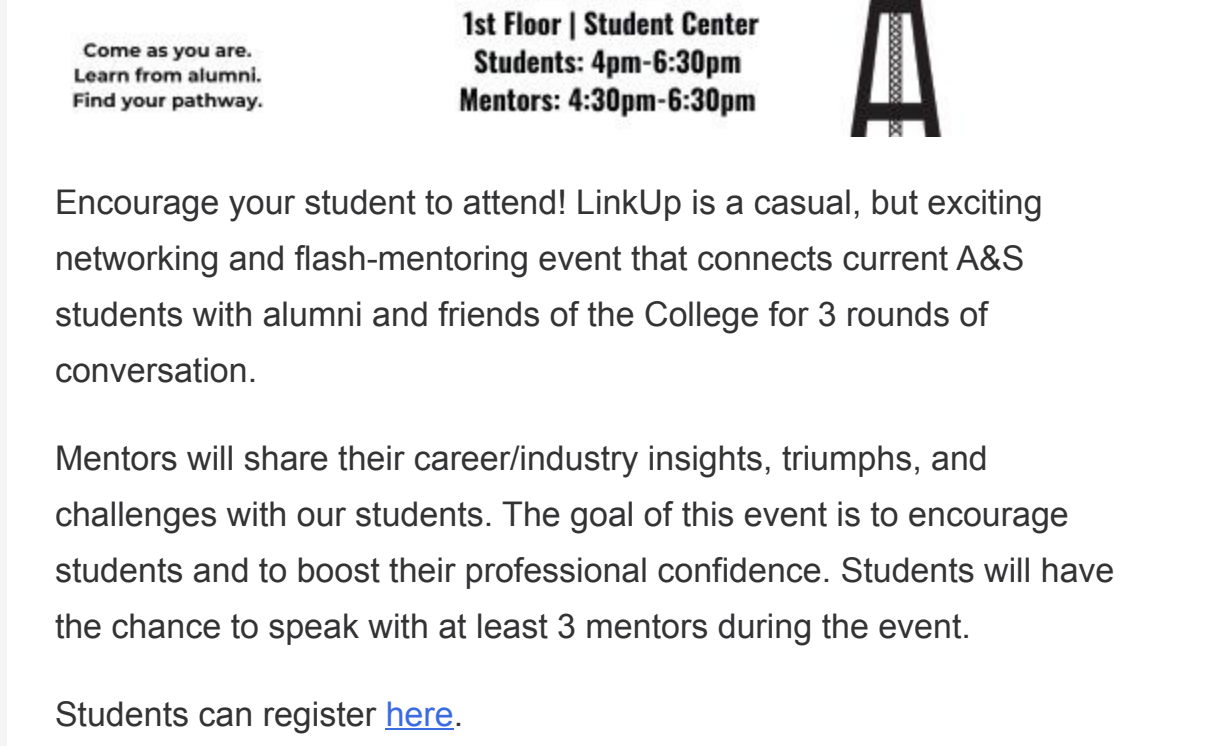 Come as you are.
Learn from alumni.
Find your pathway.
1st Floor | Student Center
Students: 4pm-6:30pm
Mentors: 4:30pm-6:30pm
Encourage your student to attend! LinkUp is a casual, but exciting
networking and flash-mentoring event that connects current A&S
students with alumni and friends of the College for 3 rounds of
conversation.
Mentors will share their career/industry insights, triumphs, and
challenges with our students. The goal of this event is to encourage
students and to boost their professional confidence. Students will have
the chance to speak with at least 3 mentors during the event.
Students can register here.